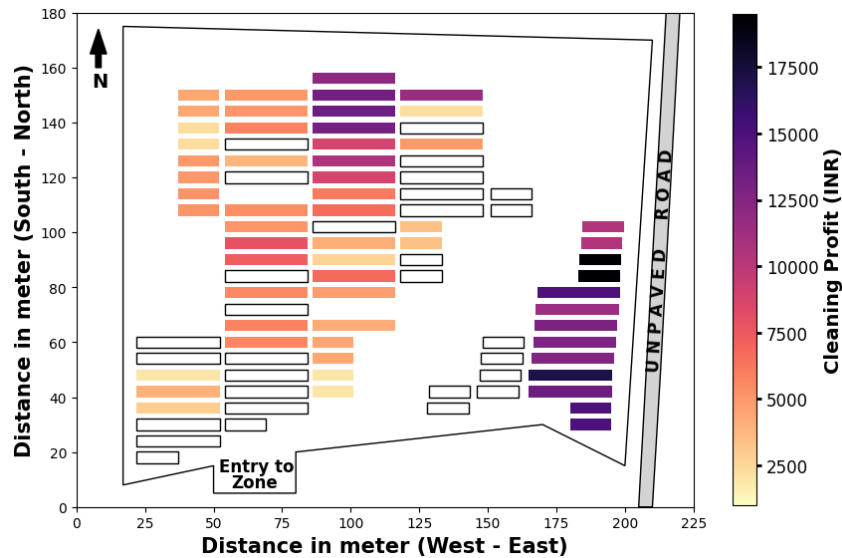 180
160
140
120
100
80
60
40
20
0
Distance in meter (South - North)
N
Entry to
Zone
UNPAVED ROAD
0 25 50 75 100 125 150 175 200 225
Distance in meter (West - East)
17500
15000
12500
10000
7500
5000
2500
Cleaning Profit (INR)